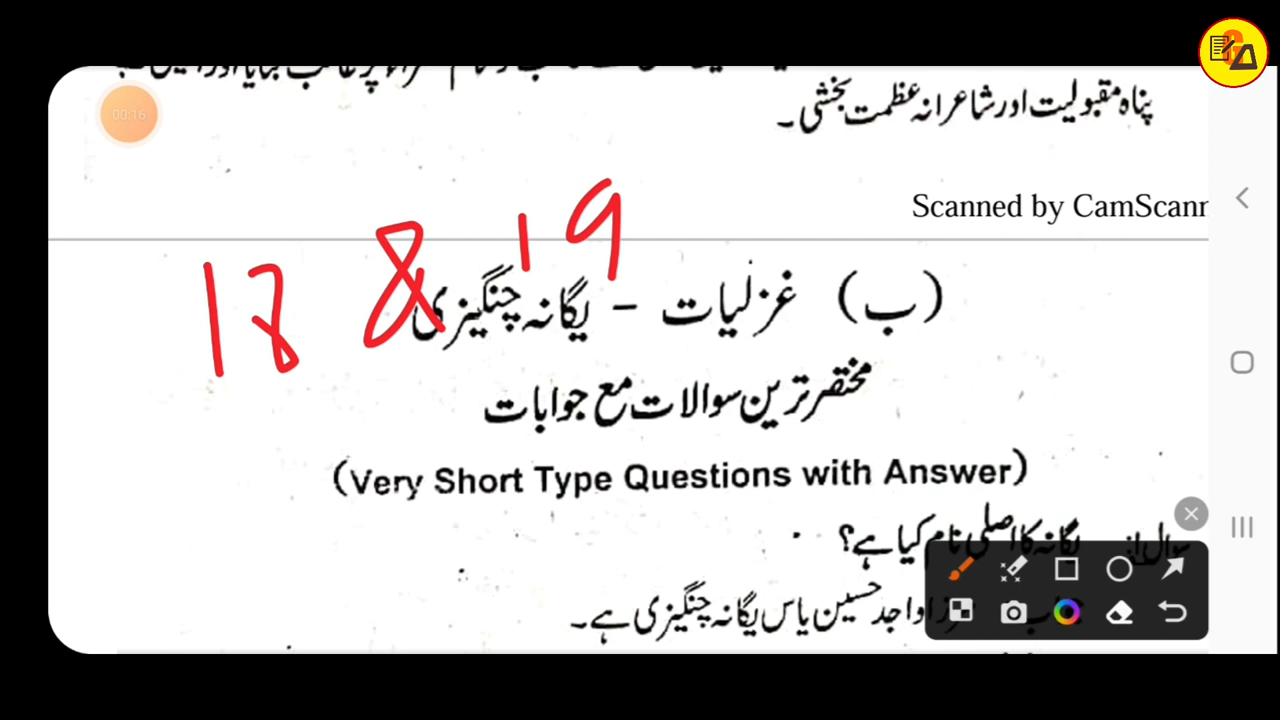 پناہ مقبولیت اور شاعرانہ عظمت بخشی ۔
00:16
Scanned by CamScanr
18 & 19
(ب) غزلیات - یگانہ چنگیزی
مختصر ترین سوالات مع جوابات
(Very Short Type Questions with Answer)
سوال ا: یگانہ کا اصلی نام کیا ہے؟
واجد حسین یاس یگانہ چنگیزی ہے۔